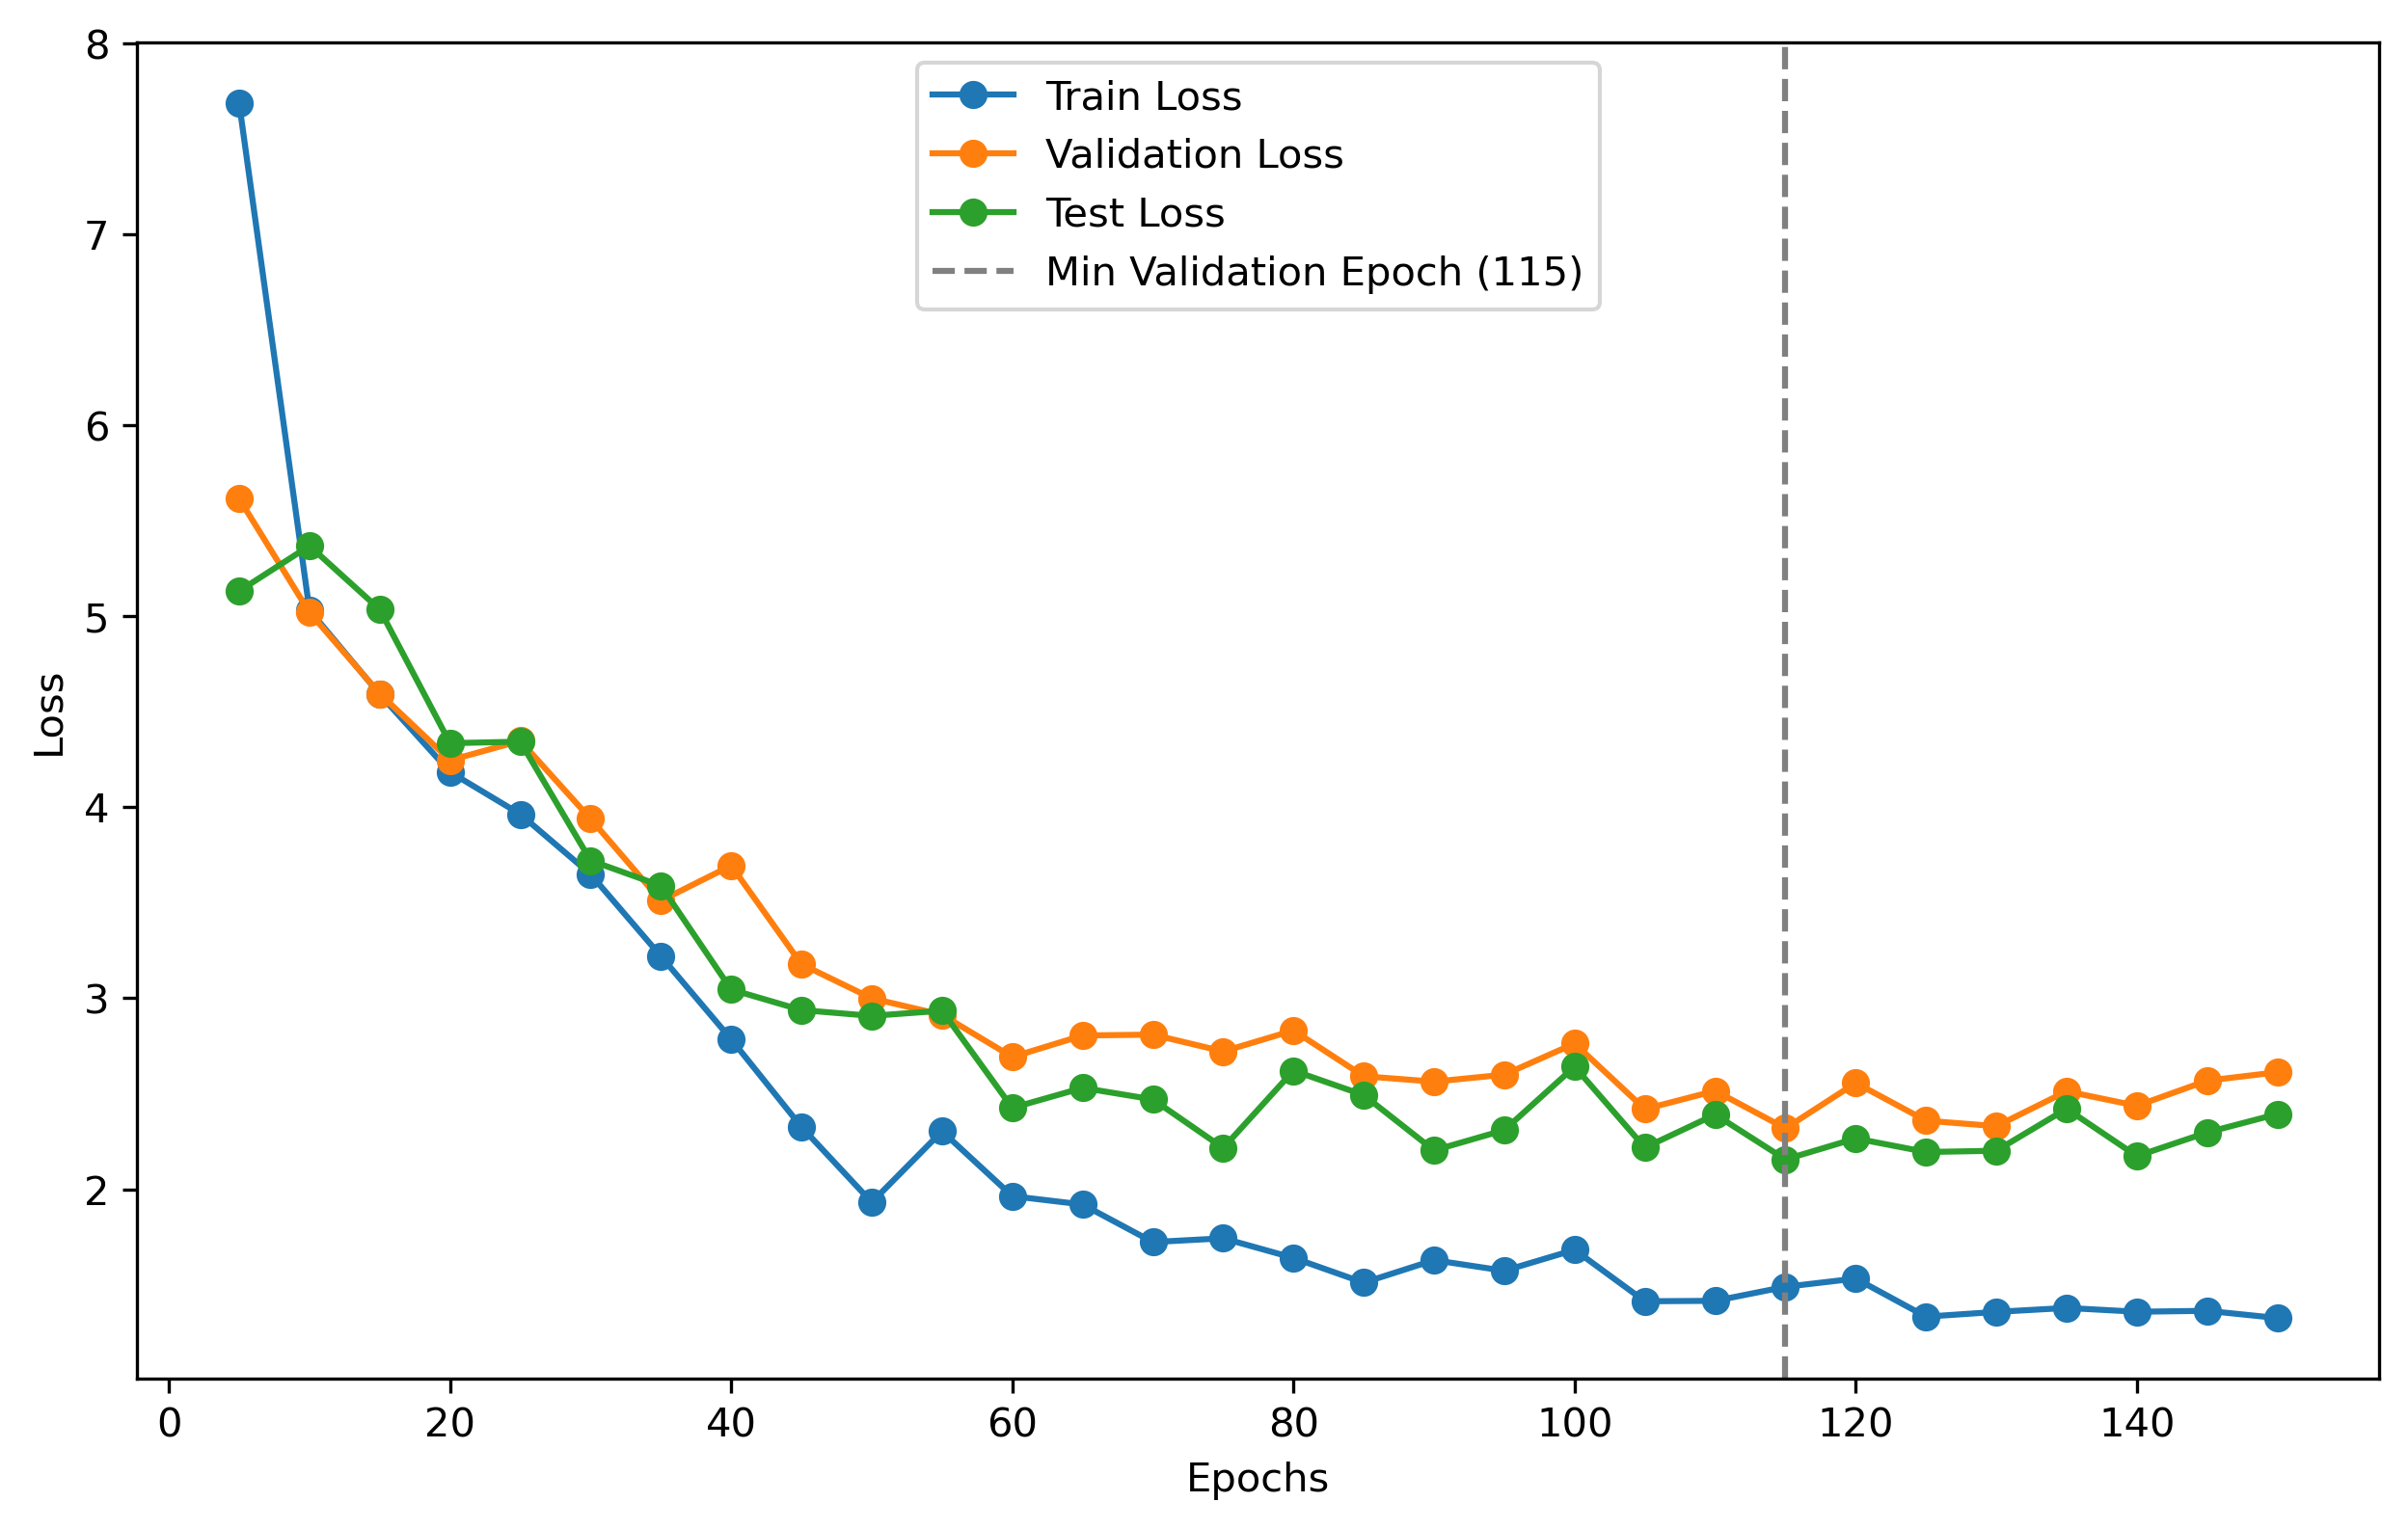 8
7
6
5
4
3
2
Loss
Train Loss
Validation Loss
Test Loss
Min Validation Epoch (115)
0 20 40 60 80 100 120 140
Epochs